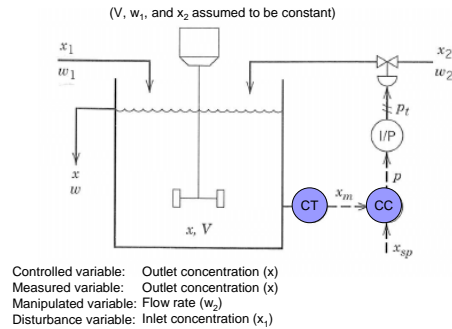 (V, w₁, and x₂ assumed to be constant)
x₁
w₁
x₂
w₂
pₜ
I/P
x
w
p
CT
xₘ
CC
x, V
xₛₚ
Controlled variable: Outlet concentration (x)
Measured variable: Outlet concentration (x)
Manipulated variable: Flow rate (w₂)
Disturbance variable: Inlet concentration (x₁)